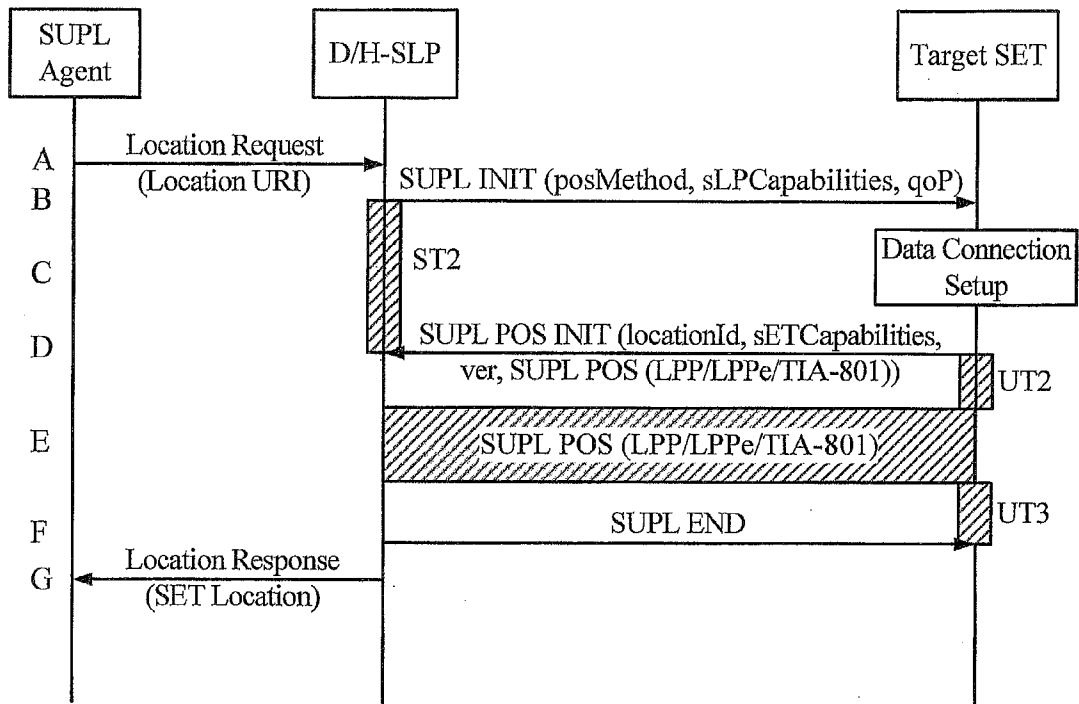 SUPL
Agent
D/H-SLP
Target SET
A
Location Request
(Location URI)
B
SUPL INIT (posMethod, sLPCapabilities, qoP)
C
ST2
Data Connection
Setup
D
SUPL POS INIT (locationId, sETCapabilities,
ver, SUPL POS (LPP/LPPe/TIA-801))
UT2
E
SUPL POS (LPP/LPPe/TIA-801)
F
SUPL END
UT3
G
Location Response
(SET Location)